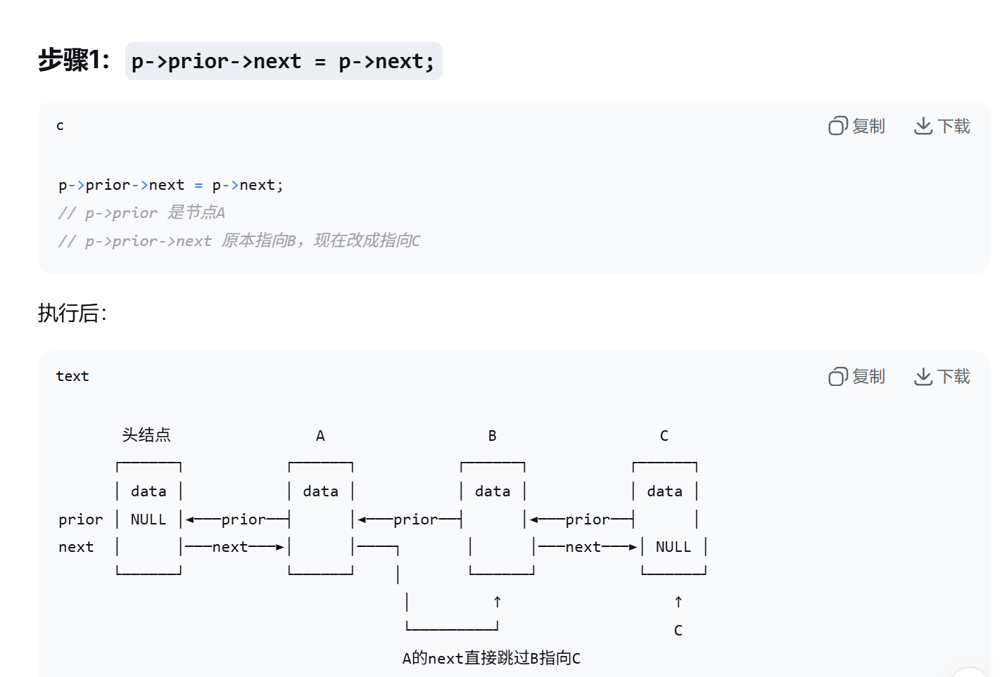 步骤1: p->prior->next = p->next;
c 复制 下载
p->prior->next = p->next;
// p->prior 是节点A
// p->prior->next 原本指向B，现在改成指向C
执行后：
text 复制 下载
头结点 A B C
┌──────┐ ┌──────┐ ┌──────┐ ┌──────┐
│ data │ │ data │ │ data │ │ data │
prior │ NULL │◄───prior──┤ │◄───prior──┤ │◄───prior──┤ │
next │ │───next───►│ │────┐ │ │───next───►│ NULL │
└──────┘ └──────┘ │ └──────┘ └──────┘
│ ↑ ↑
└─────────┘ C
A的next直接跳过B指向C